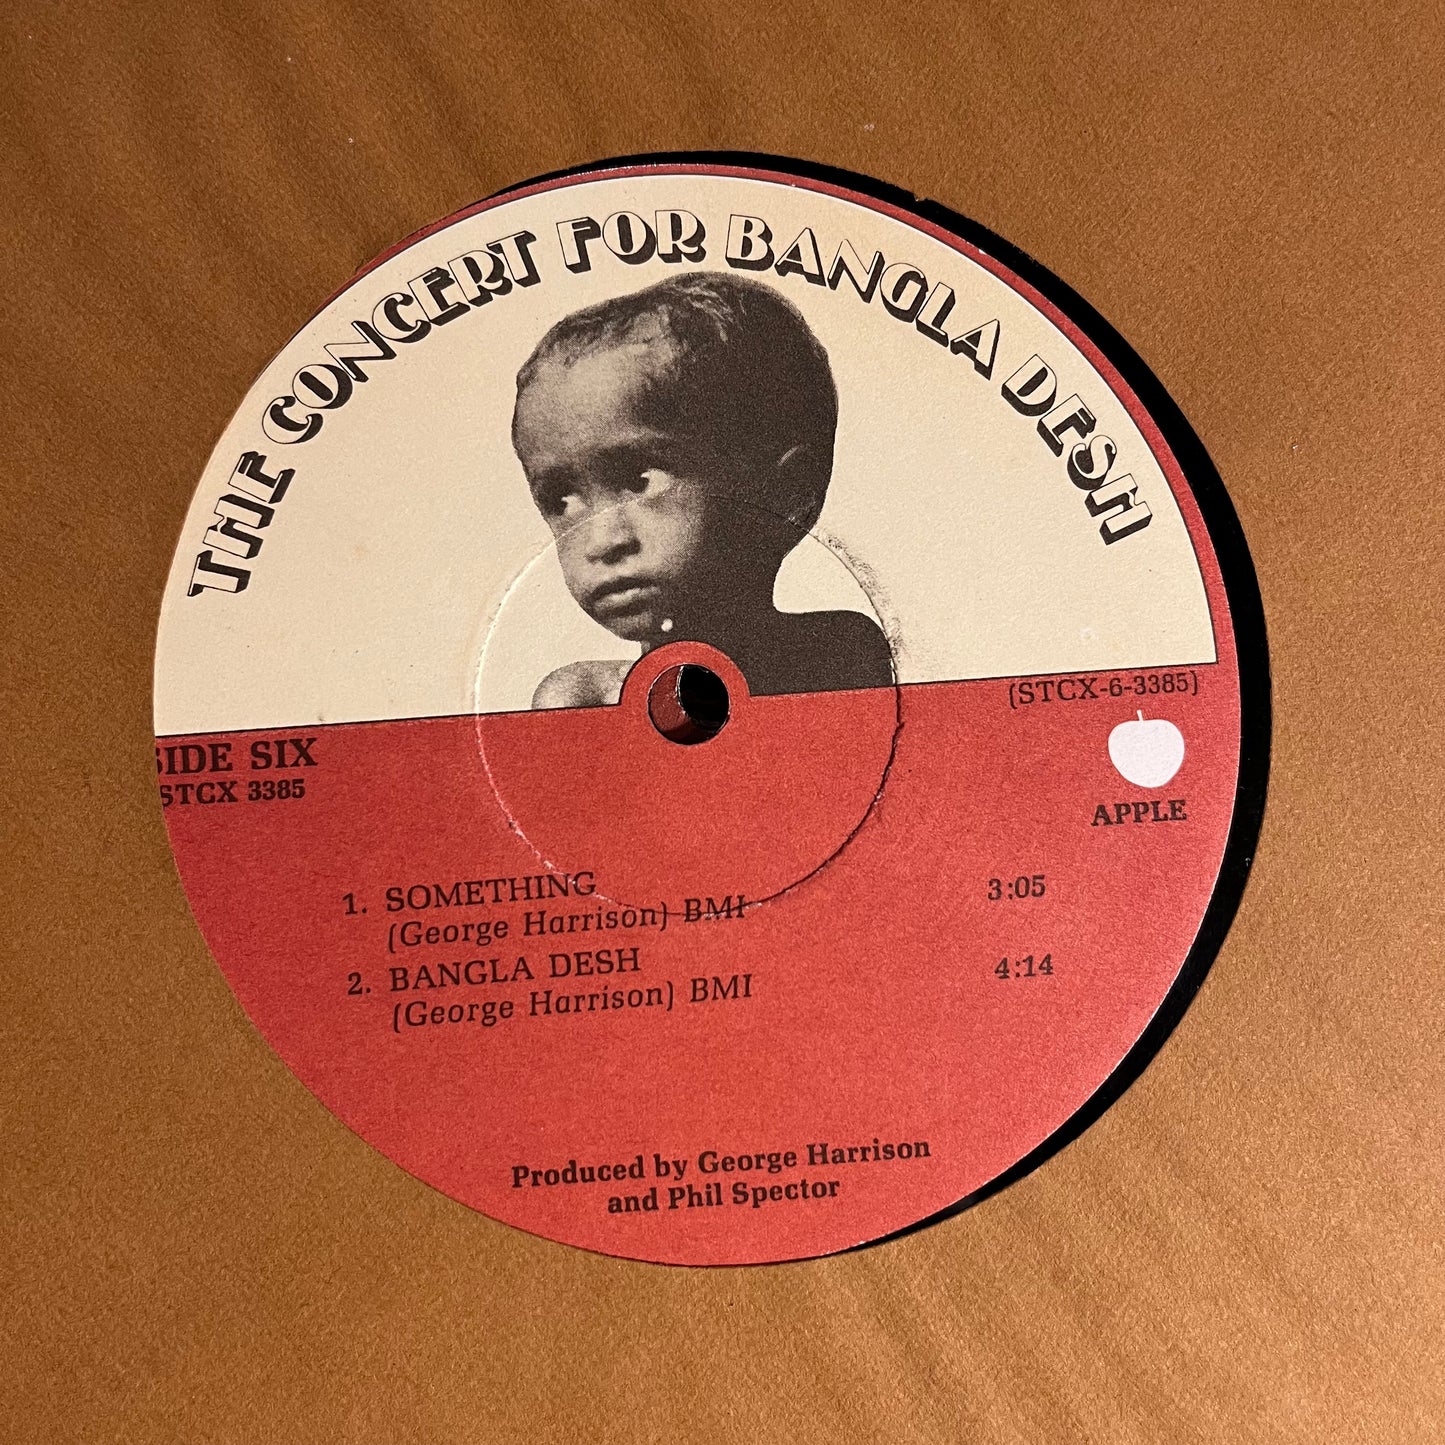 THE CONCERT FOR BANGLA DESH
(STCX-6-3385)
SIDE SIX
STCX 3385
APPLE
1. SOMETHING 3:05
(George Harrison) BMI
2. BANGLA DESH 4:14
(George Harrison) BMI
Produced by George Harrison
and Phil Spector